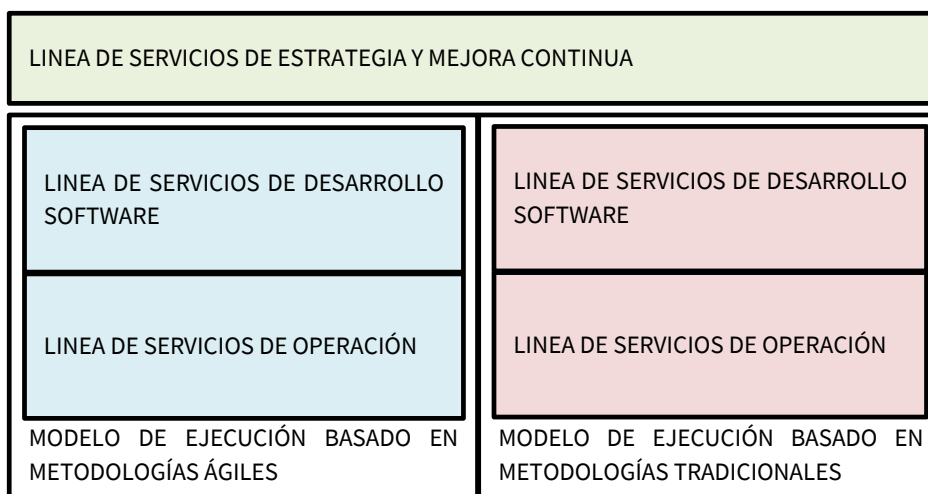 LINEA DE SERVICIOS DE ESTRATEGIA Y MEJORA CONTINUA
LINEA DE SERVICIOS DE DESARROLLO
SOFTWARE
LINEA DE SERVICIOS DE OPERACIÓN
MODELO DE EJECUCIÓN BASADO EN
METODOLOGÍAS ÁGILES
LINEA DE SERVICIOS DE DESARROLLO
SOFTWARE
LINEA DE SERVICIOS DE OPERACIÓN
MODELO DE EJECUCIÓN BASADO EN
METODOLOGÍAS TRADICIONALES